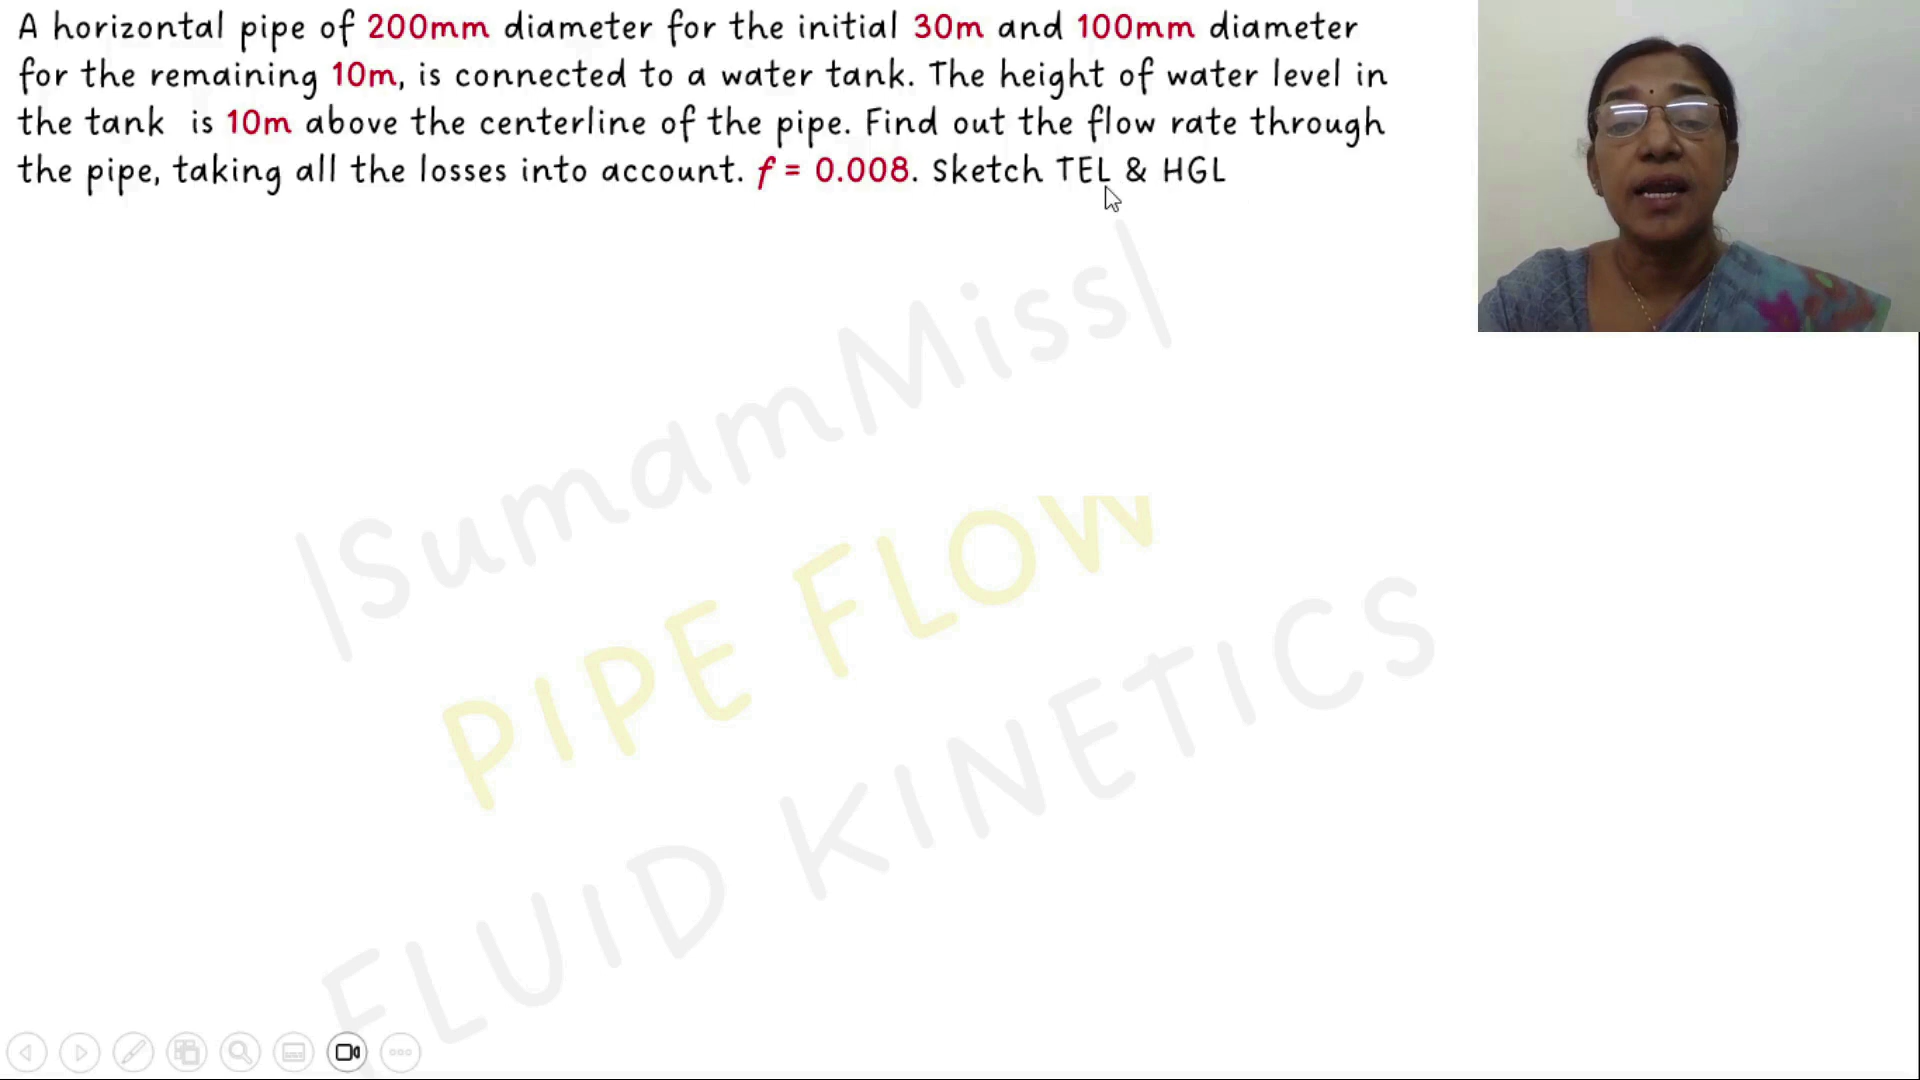 A horizontal pipe of 200mm diameter for the initial 30m and 100mm diameter
for the remaining 10m, is connected to a water tank. The height of water level in
the tank is 10m above the centerline of the pipe. Find out the flow rate through
the pipe, taking all the losses into account. f = 0.008. Sketch TEL & HGL
|SumamMiss|
PIPE FLOW
FLUID KINETICS